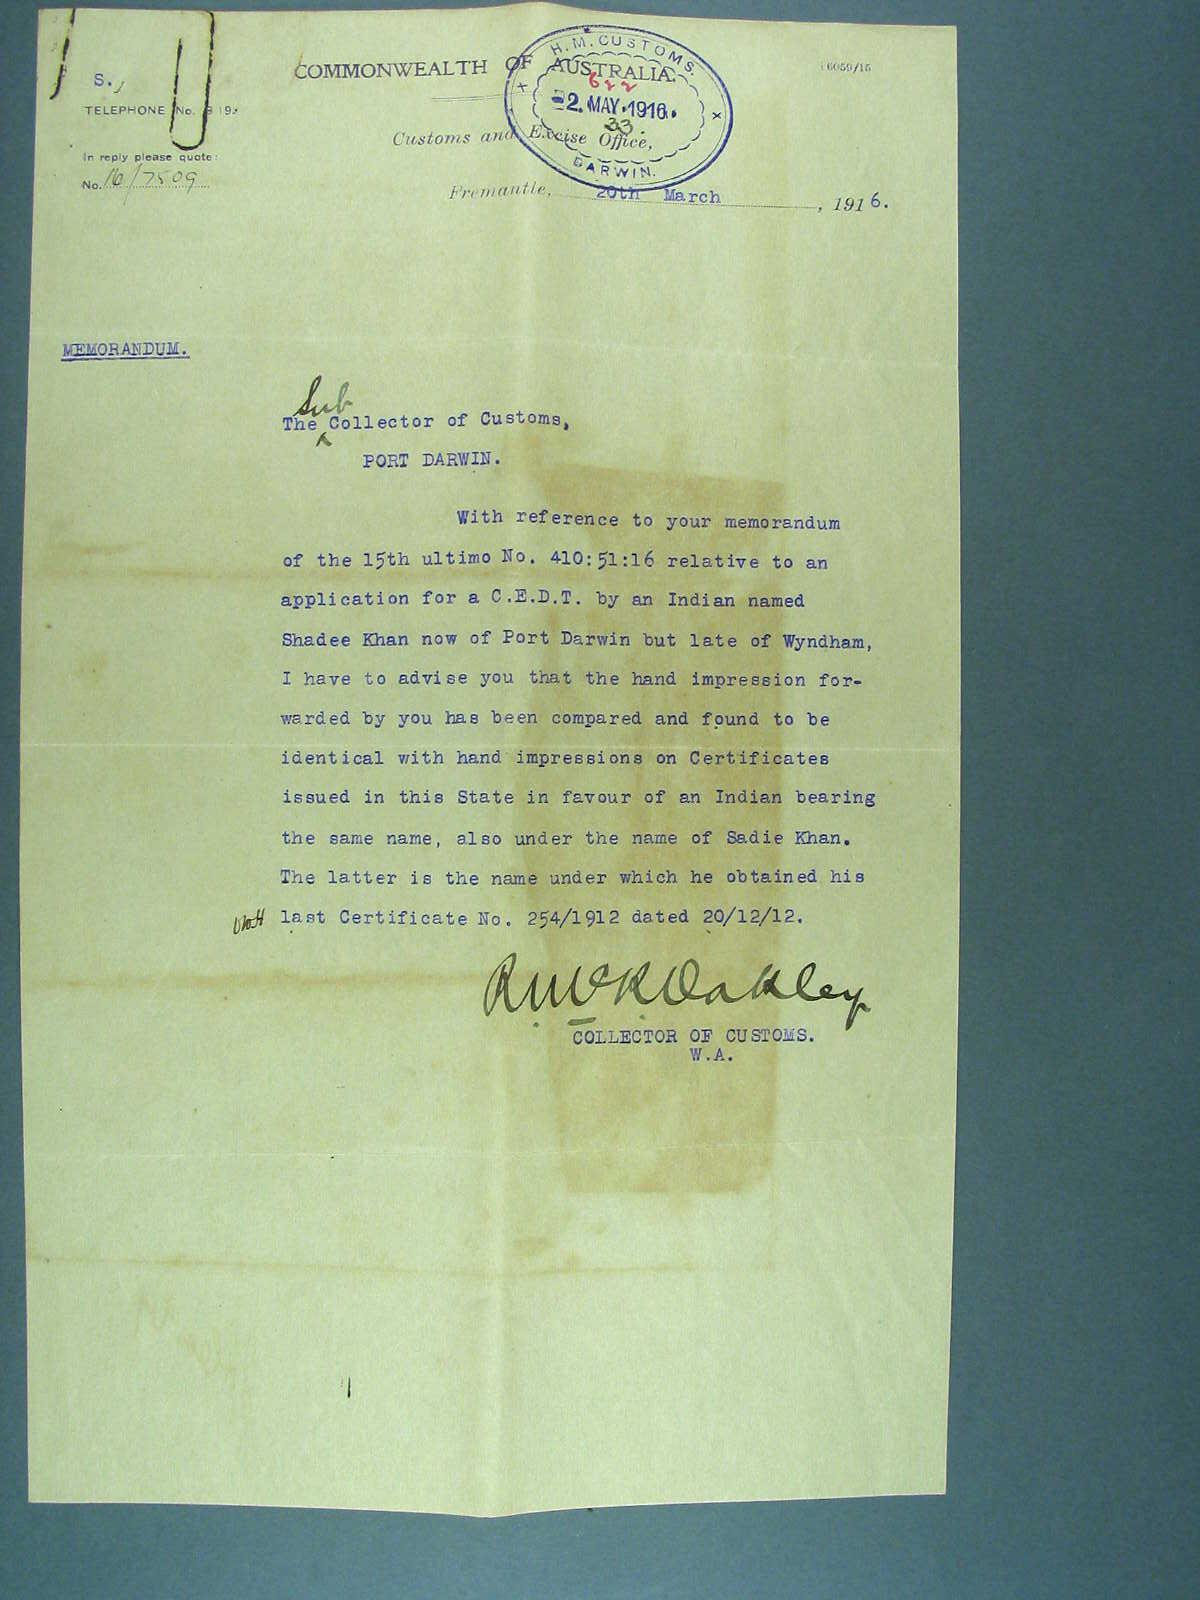 S.
COMMONWEALTH OF AUSTRALIA.
6059/15
H.M. CUSTOMS.
622
2. MAY. 1916.
33.
DARWIN.
TELEPHONE No. 819.
Customs and Excise Office,
In reply please quote:
No. 16/7509
Fremantle, 20th March, 1916.
MEMORANDUM.
Sub
The Collector of Customs,
PORT DARWIN.
With reference to your memorandum
of the 15th ultimo No. 410:51:16 relative to an
application for a C.E.D.T. by an Indian named
Shadee Khan now of Port Darwin but late of Wyndham,
I have to advise you that the hand impression for-
warded by you has been compared and found to be
identical with hand impressions on Certificates
issued in this State in favour of an Indian bearing
the same name, also under the name of Sadie Khan.
The latter is the name under which he obtained his
last Certificate No. 254/1912 dated 20/12/12.
COLLECTOR OF CUSTOMS.
W.A.